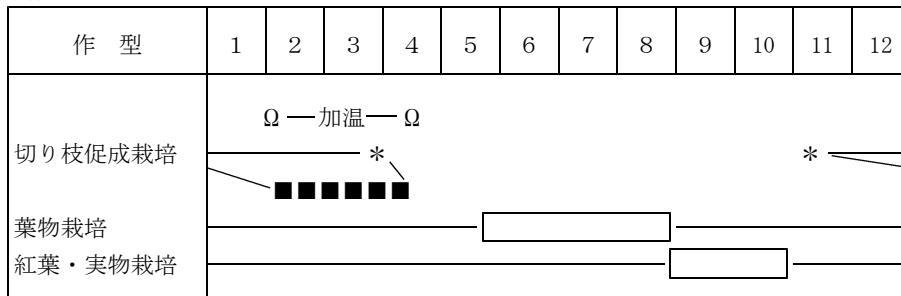 作 型 1 2 3 4 5 6 7 8 9 10 11 12
Ω — 加温 — Ω
切り枝促成栽培 * *
■■■■■■
葉物栽培
紅葉・実物栽培